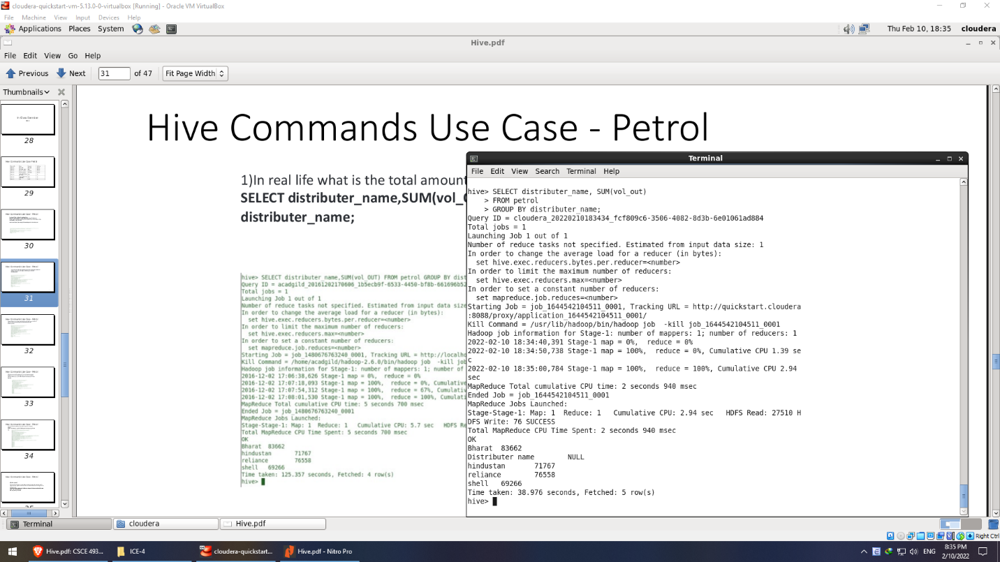 cloudera-quickstart-vm-5.13.0-0-virtualbox [Running] - Oracle VM VirtualBox
File Machine View Input Devices Help
Applications Places System Thu Feb 10, 18:35 cloudera
Hive.pdf
File Edit View Go Help
Previous Next 31 of 47 Fit Page Width
Thumbnails
28
29
30
31
32
33
34
Hive Commands Use Case - Petrol
1)In real life what is the total amount
SELECT distributer_name,SUM(vol_
distributer_name;
hive> SELECT distributer_name,SUM(vol_OUT) FROM petrol GROUP BY dist
Query ID = acadgild_20161202170606_1b5ecb9f-6533-4450-bf8b-661696b52
Total jobs = 1
Launching Job 1 out of 1
Number of reduce tasks not specified. Estimated from input data size
In order to change the average load for a reducer (in bytes):
set hive.exec.reducers.bytes.per.reducer=<number>
In order to limit the maximum number of reducers:
set hive.exec.reducers.max=<number>
In order to set a constant number of reducers:
set mapreduce.job.reduces=<number>
Starting Job = job_1480676763240_0001, Tracking URL = http://localho
Kill Command = /home/acadgild/hadoop-2.6.0/bin/hadoop job -kill job
Hadoop job information for Stage-1: number of mappers: 1; number of
2016-12-02 17:06:38,626 Stage-1 map = 0%, reduce = 0%
2016-12-02 17:07:18,093 Stage-1 map = 100%, reduce = 0%, Cumulat
2016-12-02 17:07:54,312 Stage-1 map = 100%, reduce = 67%, Cumulati
2016-12-02 17:08:01,530 Stage-1 map = 100%, reduce = 100%, Cumulat
MapReduce Total cumulative CPU time: 5 seconds 700 msec
Ended Job = job_1480676763240_0001
MapReduce Jobs Launched:
Stage-Stage-1: Map: 1 Reduce: 1 Cumulative CPU: 5.7 sec HDFS Re
Total MapReduce CPU Time Spent: 5 seconds 700 msec
OK
Bharat 83662
hindustan 71767
reliance 76558
shell 69266
Time taken: 125.357 seconds, Fetched: 4 row(s)
hive>
Terminal
File Edit View Search Terminal Help
hive> SELECT distributer_name, SUM(vol_out)
> FROM petrol
> GROUP BY distributer_name;
Query ID = cloudera_20220210183434_fcf809c6-3506-4082-8d3b-6e01061ad884
Total jobs = 1
Launching Job 1 out of 1
Number of reduce tasks not specified. Estimated from input data size: 1
In order to change the average load for a reducer (in bytes):
set hive.exec.reducers.bytes.per.reducer=<number>
In order to limit the maximum number of reducers:
set hive.exec.reducers.max=<number>
In order to set a constant number of reducers:
set mapreduce.job.reduces=<number>
Starting Job = job_1644542104511_0001, Tracking URL = http://quickstart.cloudera
:8088/proxy/application_1644542104511_0001/
Kill Command = /usr/lib/hadoop/bin/hadoop job -kill job_1644542104511_0001
Hadoop job information for Stage-1: number of mappers: 1; number of reducers: 1
2022-02-10 18:34:40,391 Stage-1 map = 0%, reduce = 0%
2022-02-10 18:34:50,738 Stage-1 map = 100%, reduce = 0%, Cumulative CPU 1.39 se
c
2022-02-10 18:35:00,784 Stage-1 map = 100%, reduce = 100%, Cumulative CPU 2.94
sec
MapReduce Total cumulative CPU time: 2 seconds 940 msec
Ended Job = job_1644542104511_0001
MapReduce Jobs Launched:
Stage-Stage-1: Map: 1 Reduce: 1 Cumulative CPU: 2.94 sec HDFS Read: 27510 H
DFS Write: 76 SUCCESS
Total MapReduce CPU Time Spent: 2 seconds 940 msec
OK
Bharat 83662
Distributer name NULL
hindustan 71767
reliance 76558
shell 69266
Time taken: 38.976 seconds, Fetched: 5 row(s)
hive>
Terminal cloudera Hive.pdf
Right Ctrl
Hive.pdf: CSCE 493... ICE-4 cloudera-quickstart... Hive.pdf - Nitro Pro ENG 8:35 PM
2/10/2022